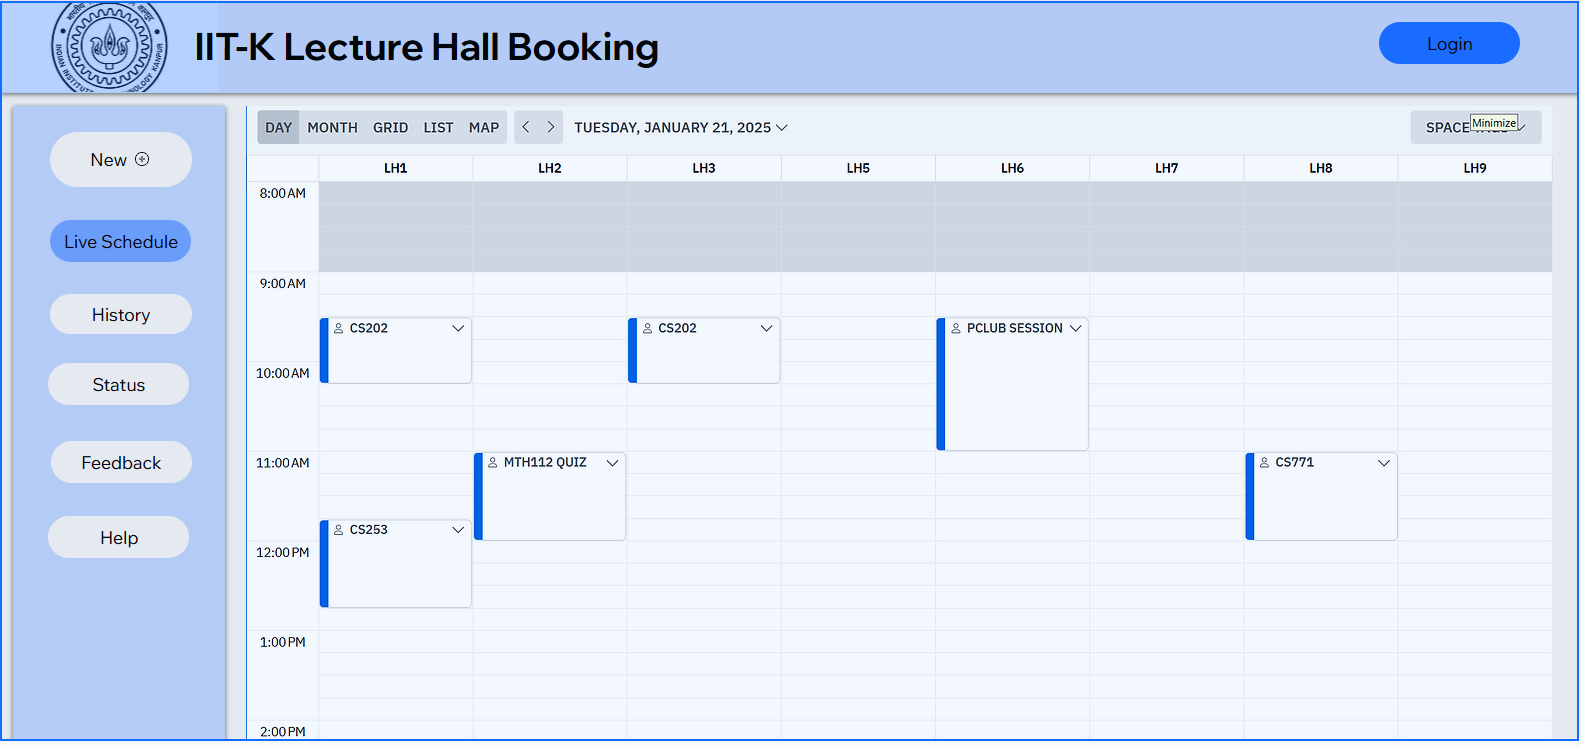 IIT-K Lecture Hall Booking
Login
New
Live Schedule
History
Status
Feedback
Help
DAY MONTH GRID LIST MAP
TUESDAY, JANUARY 21, 2025
SPACE
Minimize
LH1 LH2 LH3 LH5 LH6 LH7 LH8 LH9
8:00 AM
9:00 AM
CS202 CS202 PCLUB SESSION
10:00 AM
11:00 AM MTH112 QUIZ CS771
CS253
12:00 PM
1:00 PM
2:00 PM